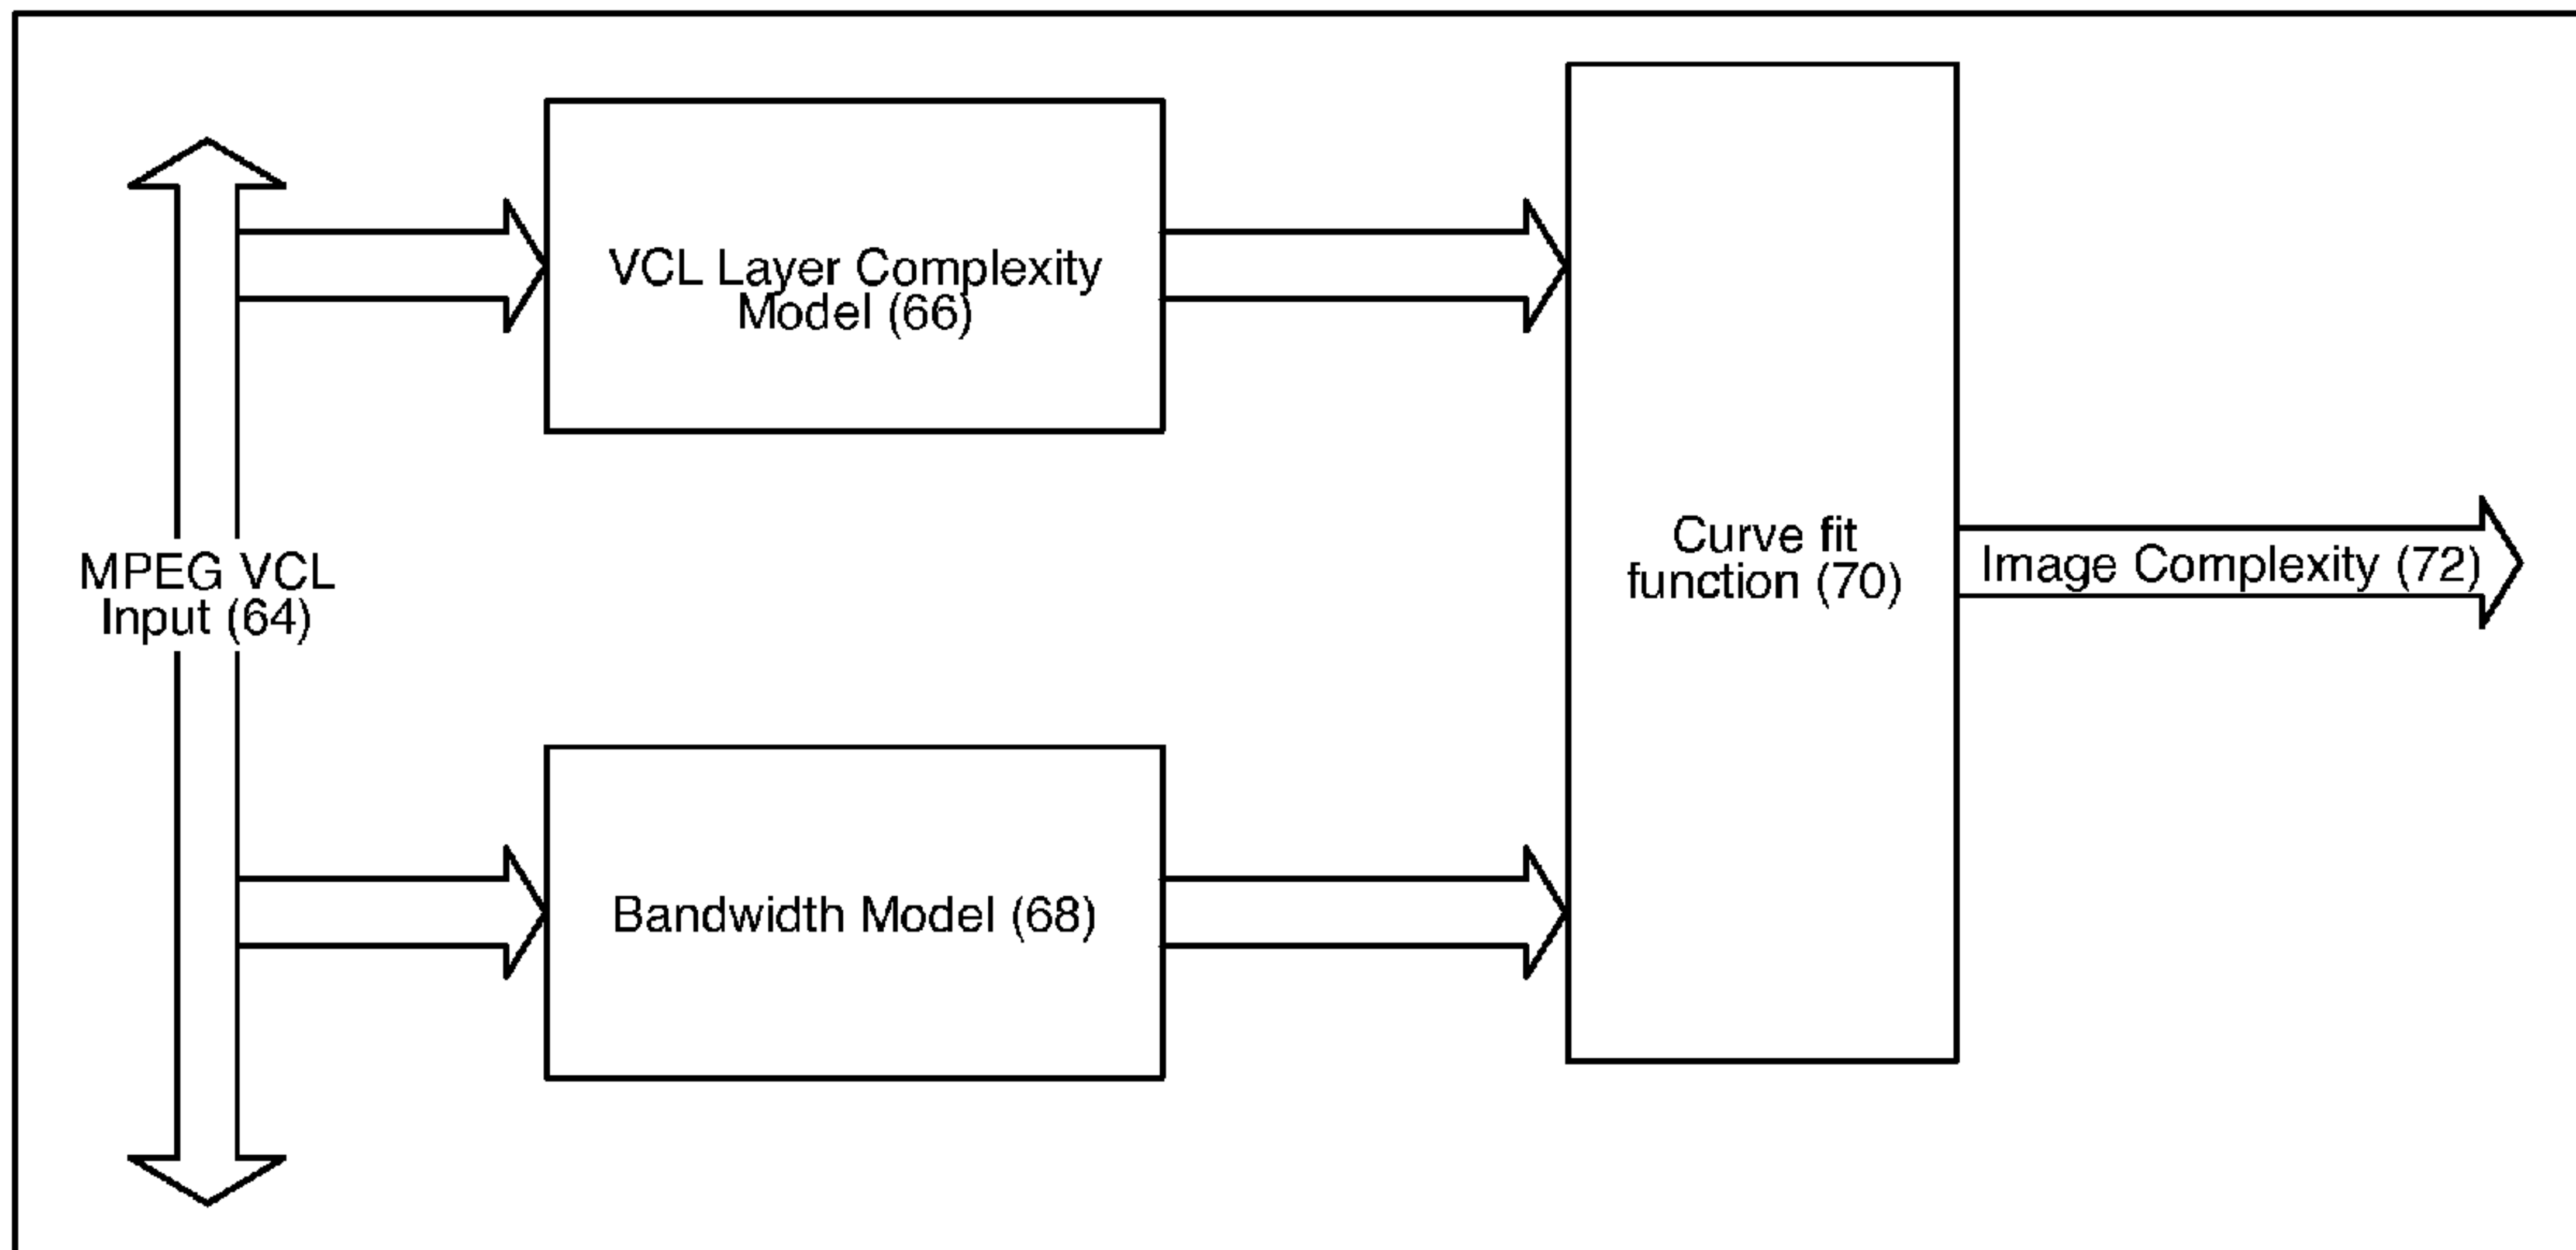 VCL Layer Complexity
Model (66)
MPEG VCL
Input (64)
Curve fit
function (70)
Image Complexity (72)
Bandwidth Model (68)